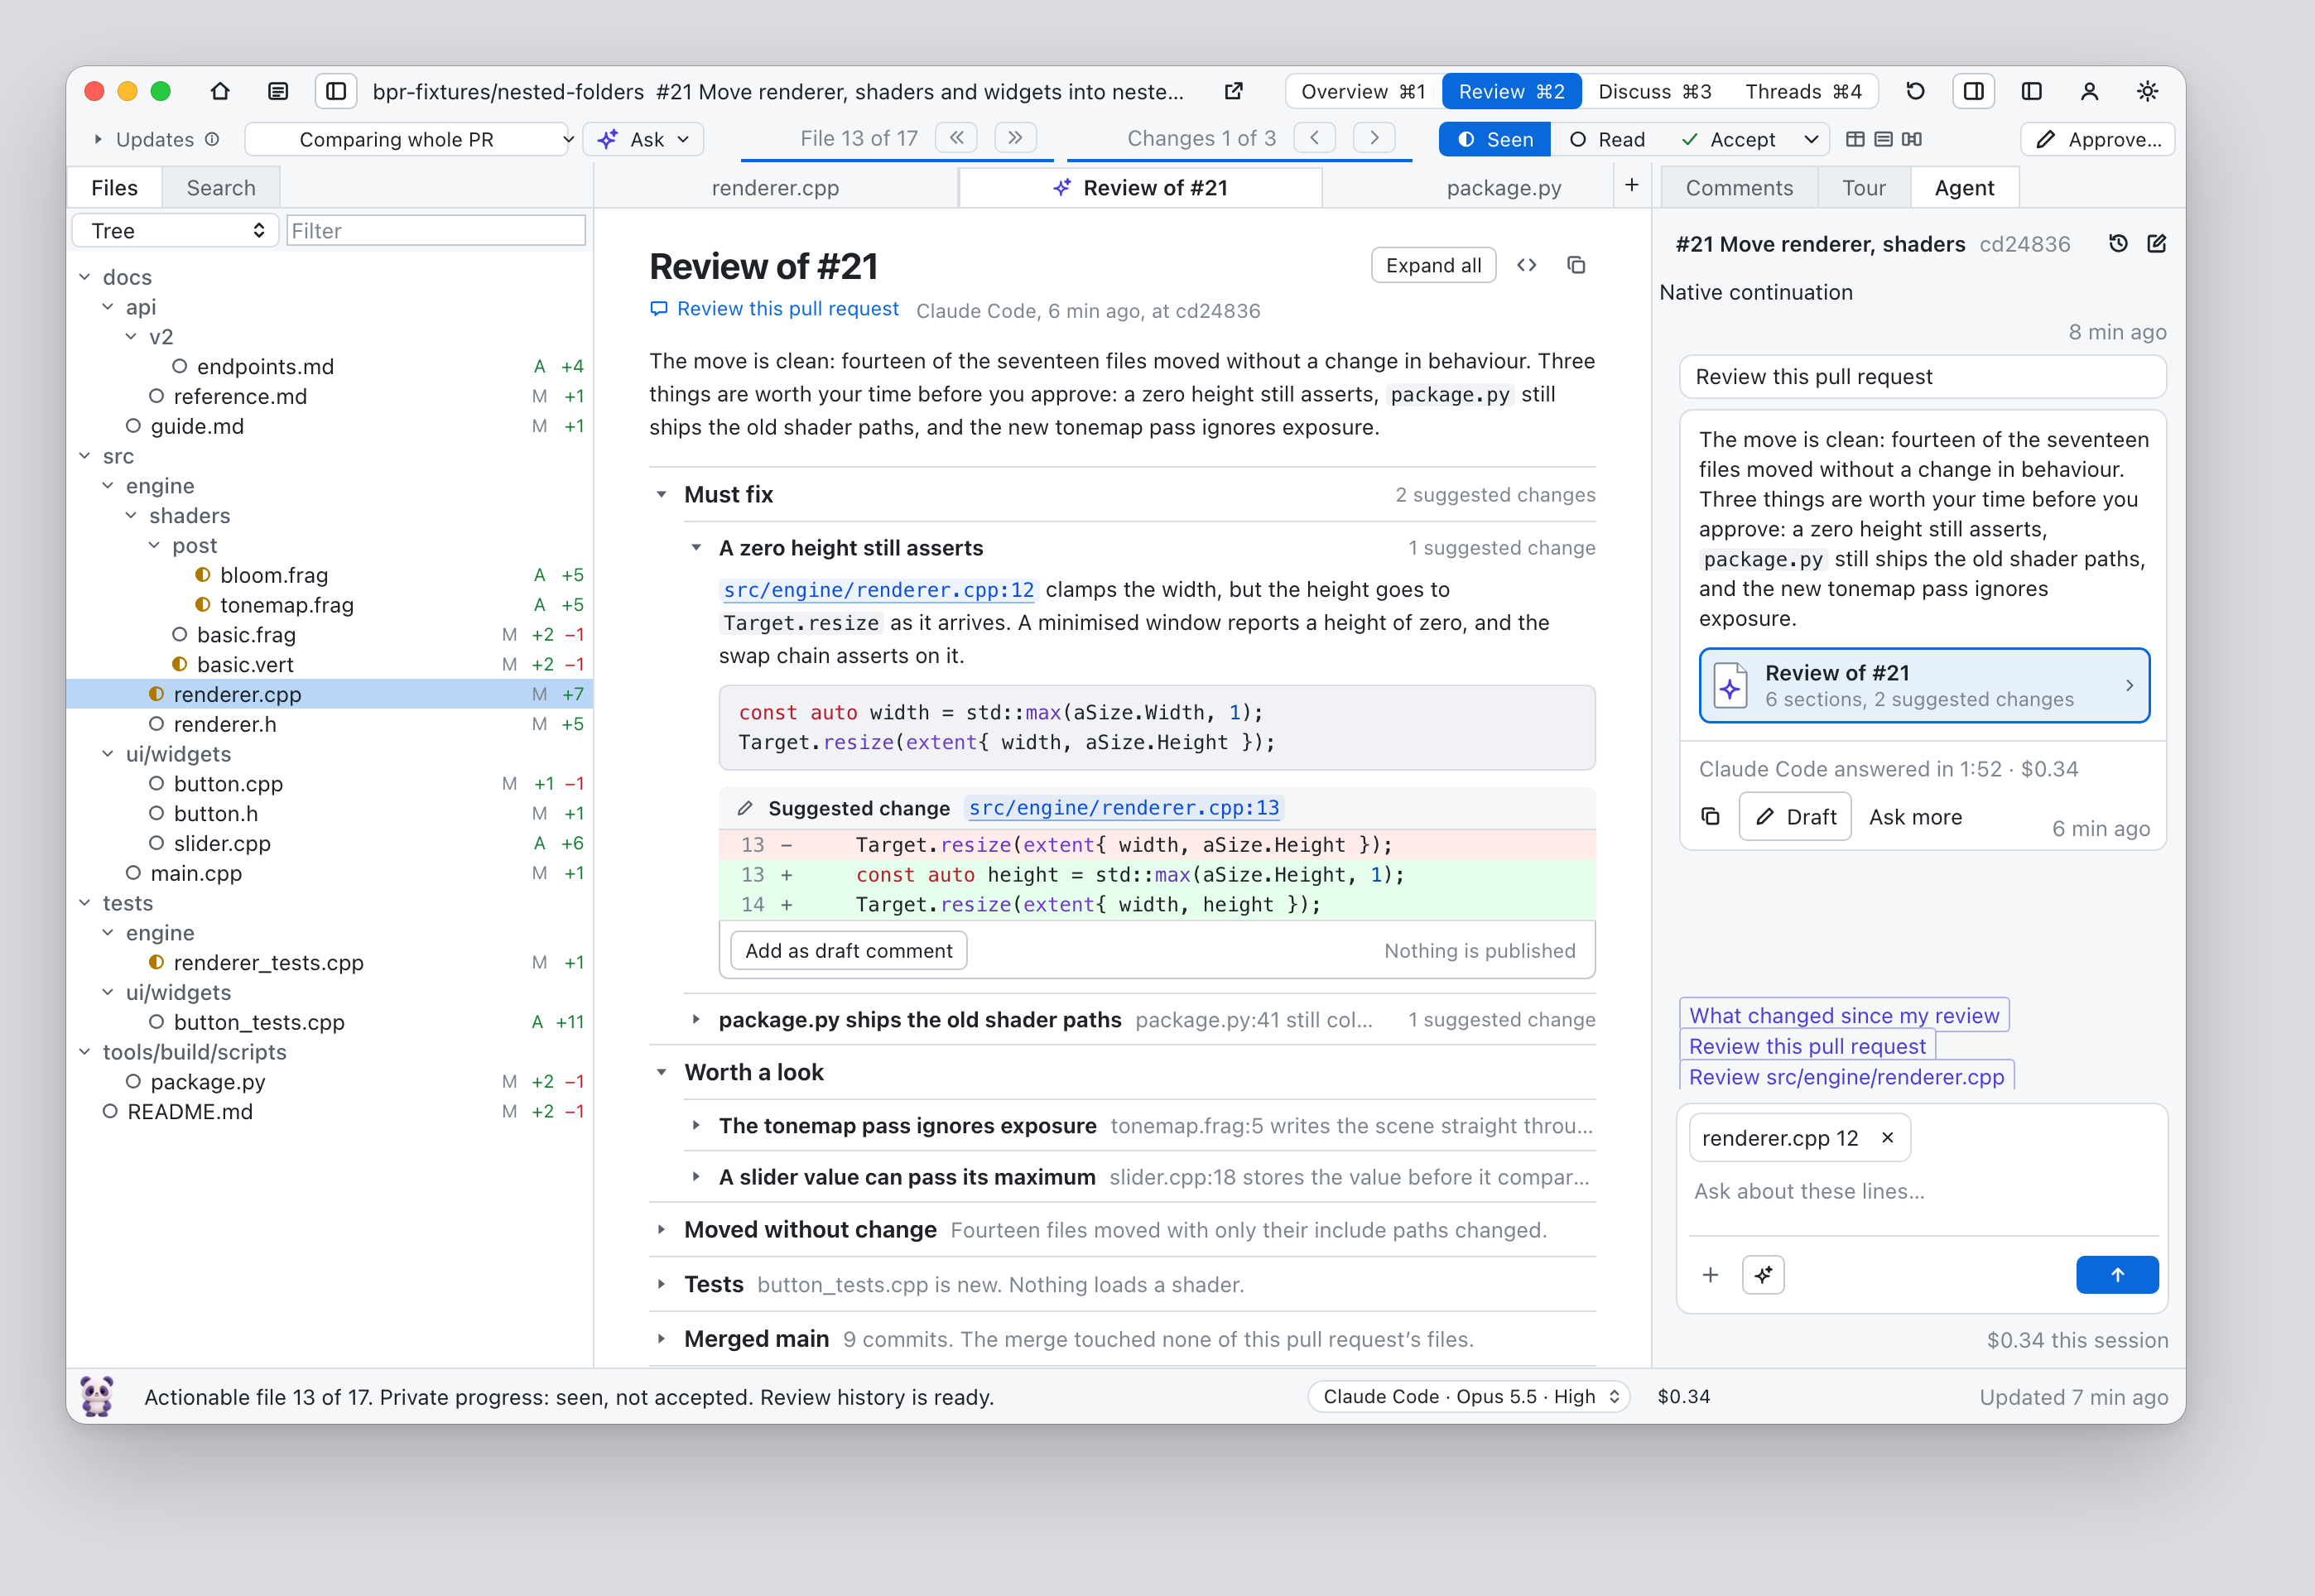 bpr-fixtures/nested-folders #21 Move renderer, shaders and widgets into neste...
Overview ⌘1 Review ⌘2 Discuss ⌘3 Threads ⌘4
Updates Comparing whole PR Ask File 13 of 17 Changes 1 of 3 Seen Read Accept Approve...
Files Search
renderer.cpp Review of #21 package.py +
Comments Tour Agent
Tree Filter
docs
api
v2
endpoints.md A +4
reference.md M +1
guide.md M +1
src
engine
shaders
post
bloom.frag A +5
tonemap.frag A +5
basic.frag M +2 −1
basic.vert M +2 −1
renderer.cpp M +7
renderer.h M +5
ui/widgets
button.cpp M +1 −1
button.h M +1
slider.cpp A +6
main.cpp M +1
tests
engine
renderer_tests.cpp M +1
ui/widgets
button_tests.cpp A +11
tools/build/scripts
package.py M +2 −1
README.md M +2 −1
Review of #21 Expand all
Review this pull request Claude Code, 6 min ago, at cd24836
The move is clean: fourteen of the seventeen files moved without a change in behaviour. Three
things are worth your time before you approve: a zero height still asserts, package.py still
ships the old shader paths, and the new tonemap pass ignores exposure.
Must fix 2 suggested changes
A zero height still asserts 1 suggested change
src/engine/renderer.cpp:12 clamps the width, but the height goes to
Target.resize as it arrives. A minimised window reports a height of zero, and the
swap chain asserts on it.
const auto width = std::max(aSize.Width, 1);
Target.resize(extent{ width, aSize.Height });
Suggested change src/engine/renderer.cpp:13
13 − Target.resize(extent{ width, aSize.Height });
13 + const auto height = std::max(aSize.Height, 1);
14 + Target.resize(extent{ width, height });
Add as draft comment Nothing is published
package.py ships the old shader paths package.py:41 still col... 1 suggested change
Worth a look
The tonemap pass ignores exposure tonemap.frag:5 writes the scene straight throu...
A slider value can pass its maximum slider.cpp:18 stores the value before it compar...
Moved without change Fourteen files moved with only their include paths changed.
Tests button_tests.cpp is new. Nothing loads a shader.
Merged main 9 commits. The merge touched none of this pull request’s files.
#21 Move renderer, shaders cd24836
Native continuation
8 min ago
Review this pull request
The move is clean: fourteen of the seventeen
files moved without a change in behaviour.
Three things are worth your time before you
approve: a zero height still asserts,
package.py still ships the old shader paths,
and the new tonemap pass ignores
exposure.
Review of #21
6 sections, 2 suggested changes
Claude Code answered in 1:52 · $0.34
Draft Ask more 6 min ago
What changed since my review
Review this pull request
Review src/engine/renderer.cpp
renderer.cpp 12 ×
Ask about these lines...
$0.34 this session
Actionable file 13 of 17. Private progress: seen, not accepted. Review history is ready.
Claude Code · Opus 5.5 · High $0.34 Updated 7 min ago